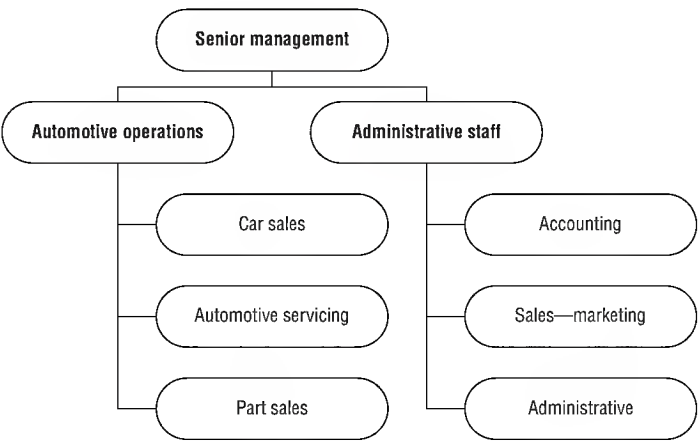 Senior management
Automotive operations
Administrative staff
Car sales
Accounting
Automotive servicing
Sales—marketing
Part sales
Administrative